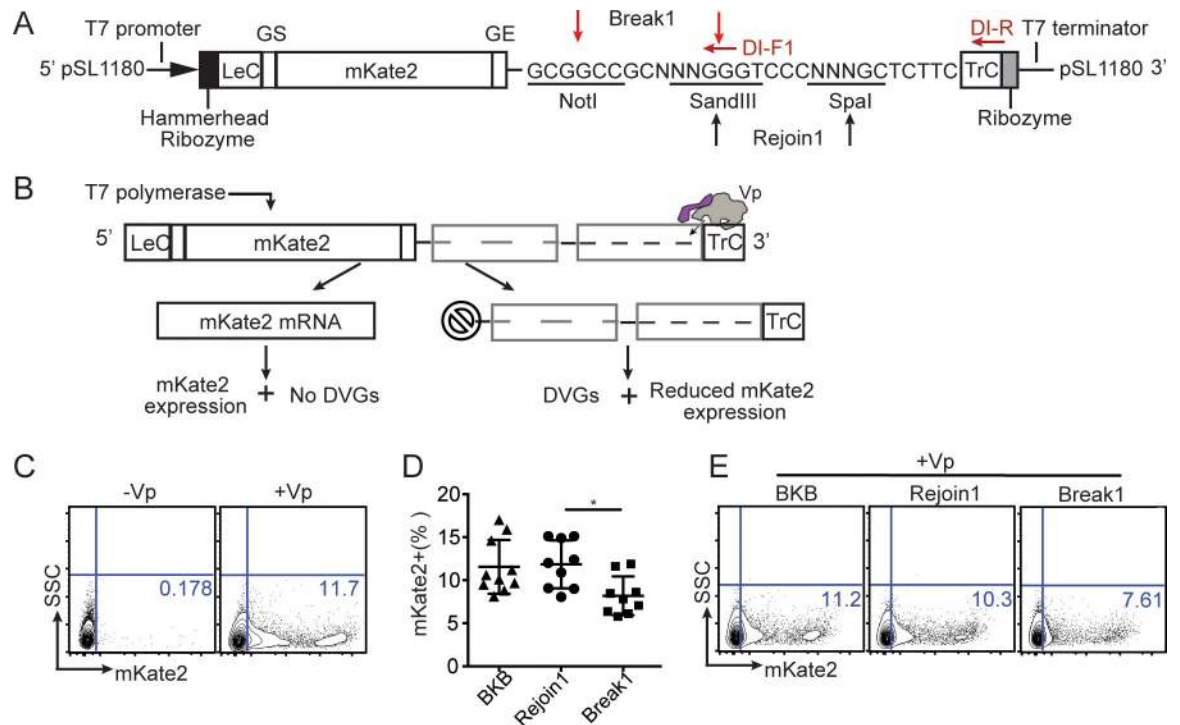 A
Break1
T7 promoter
GS
GE
DI-F1
DI-R
T7 terminator
5' pSL1180
LeC
mKate2
GCGGCCGCNNNGGGTCCCNNNGCTCTTC
TrC
pSL1180 3'
NotI
SandIII
SpaI
Hammerhead
Ribozyme
Rejoin1
Ribozyme
B
T7 polymerase
Vp
5'
LeC
mKate2
TrC
3'
mKate2 mRNA
TrC
mKate2
expression
+
No DVGs
DVGs
+
Reduced mKate2
expression
C
-Vp
+Vp
0.178
11.7
SSC
mKate2
D
*
mKate2+(% )
20
15
10
5
0
BKB
Rejoin1
Break1
E
+Vp
BKB
Rejoin1
Break1
11.2
10.3
7.61
SSC
mKate2